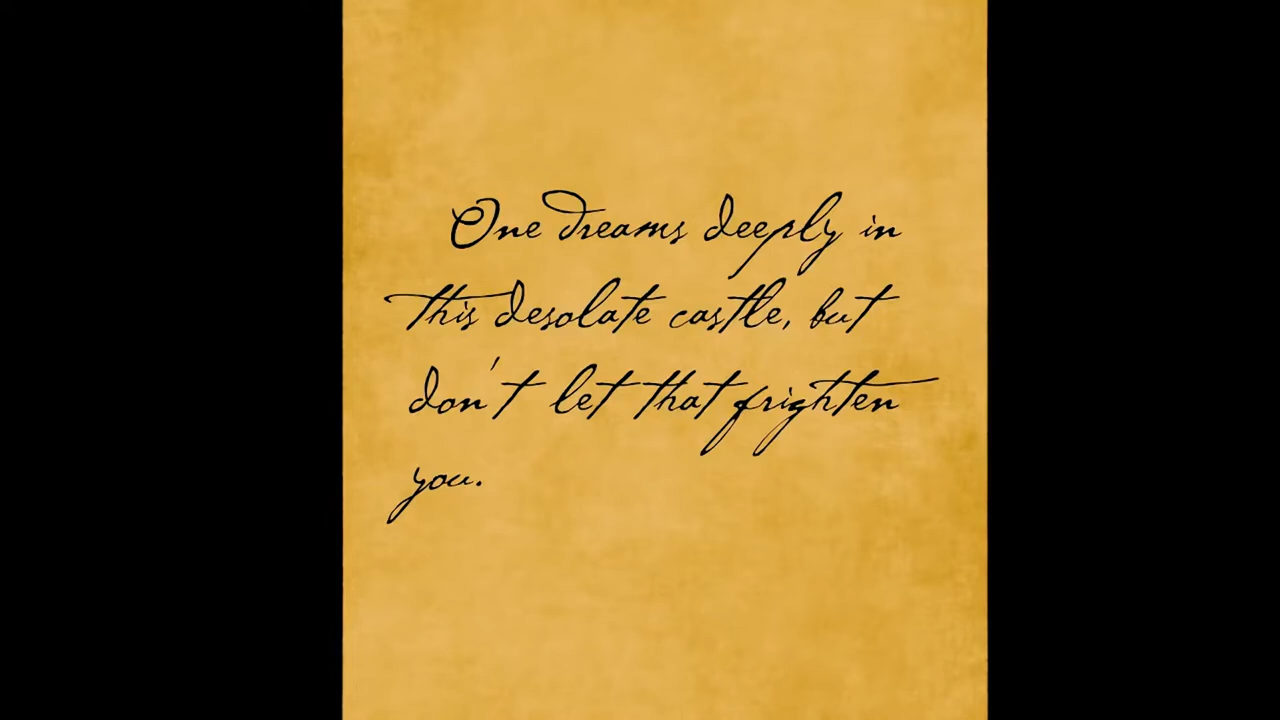 One dreams deeply in
this desolate castle, but
don't let that frighten
you.